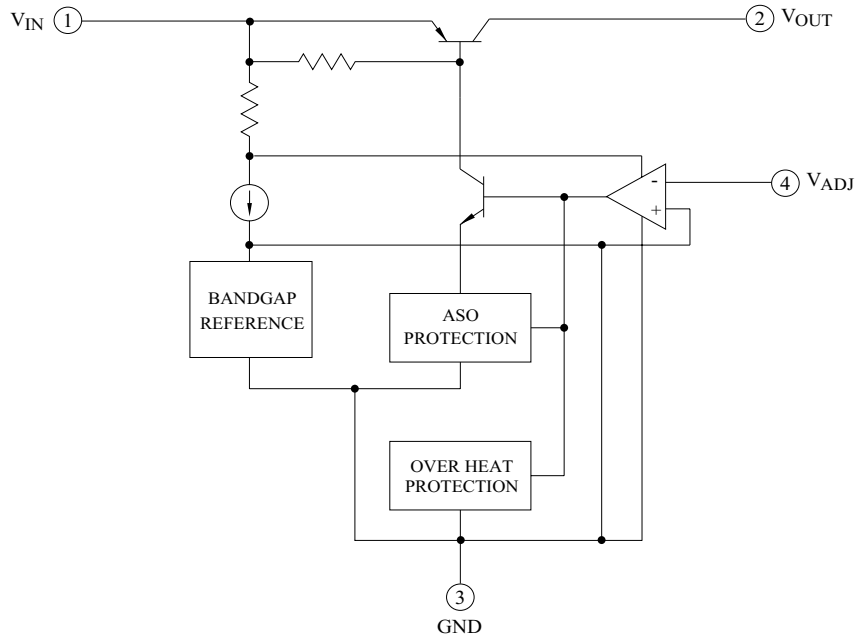 VIN 1
2 VOUT
-
+
4 VADJ
BANDGAP
REFERENCE
ASO
PROTECTION
OVER HEAT
PROTECTION
3
GND